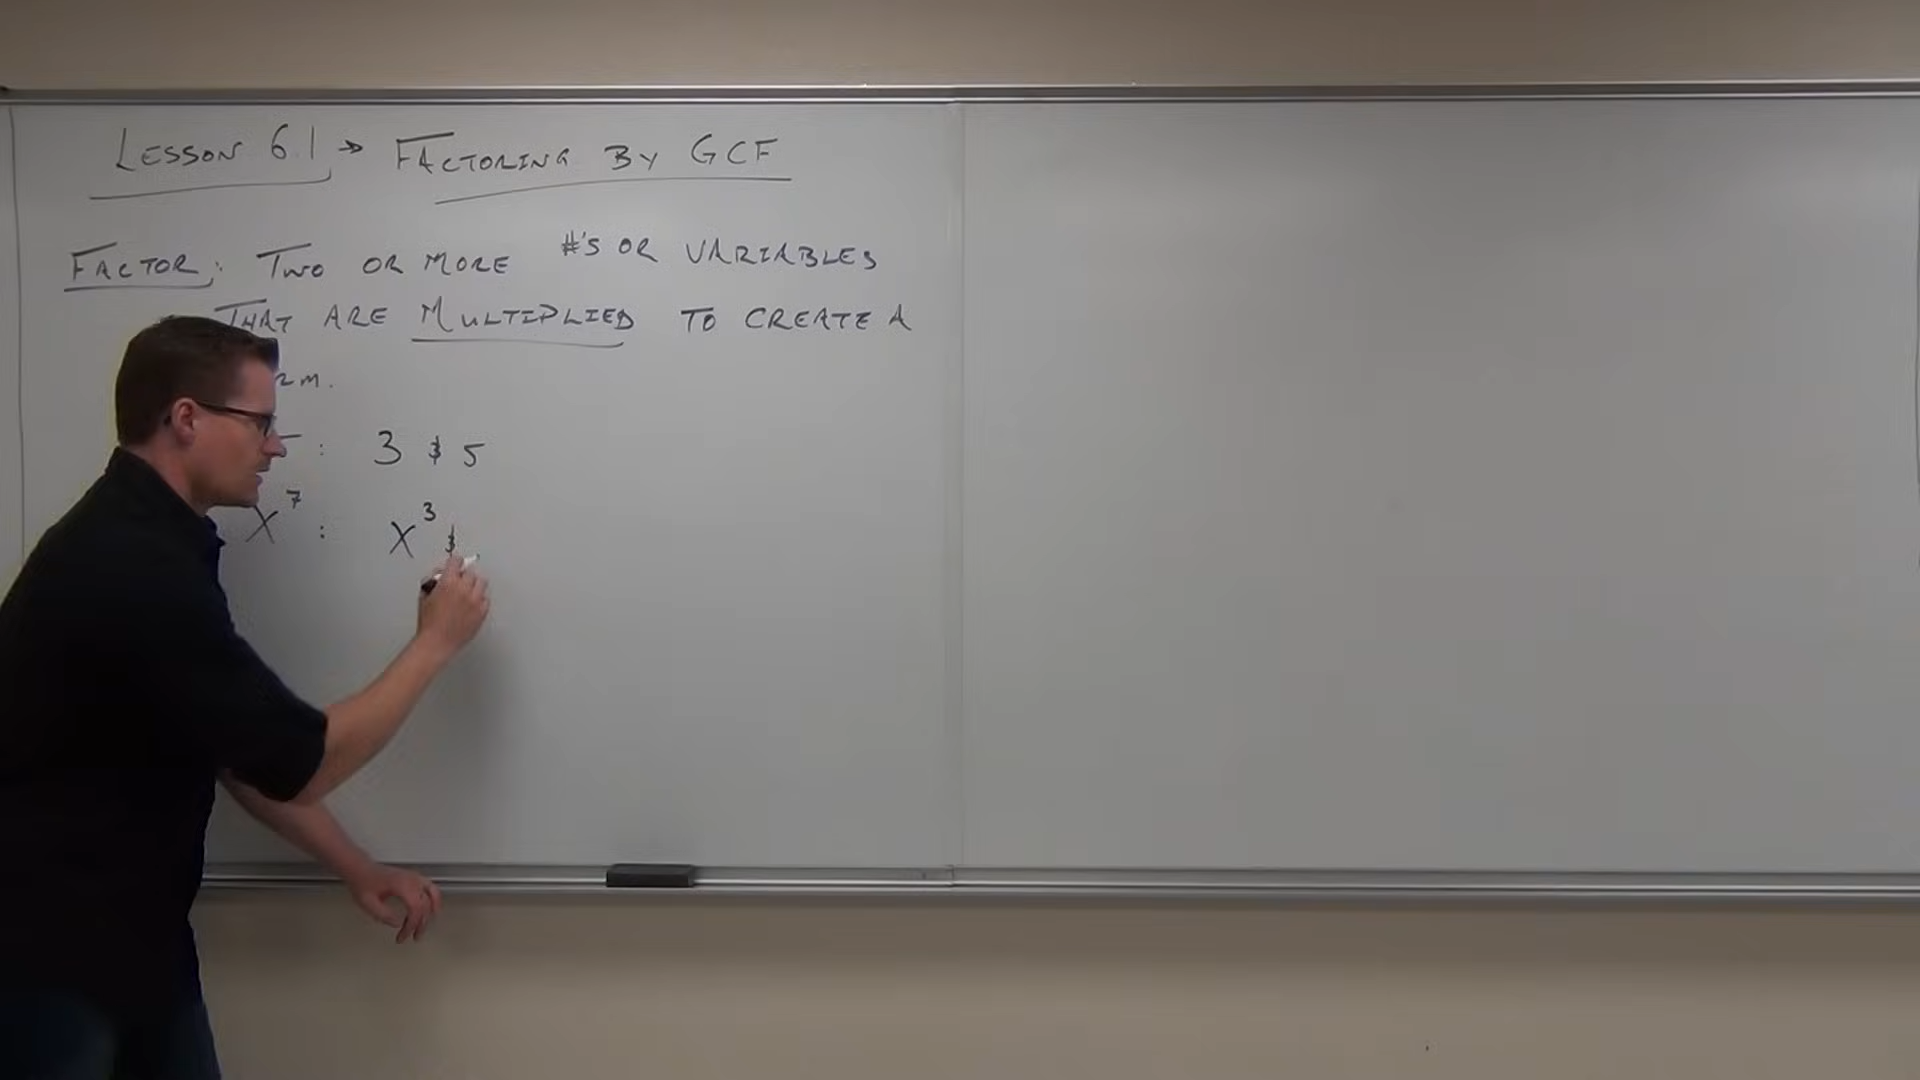 LESSON 6.1 → FACTORING BY GCF
FACTOR: TWO OR MORE #'S OR VARIABLES
THAT ARE MULTIPLIED TO CREATE A
RM.
: 3 & 5
X⁷ : X³ &